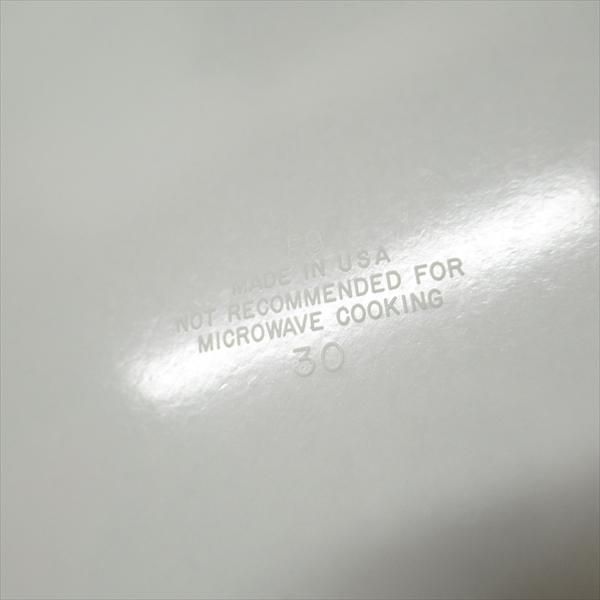 MADE IN USA
NOT RECOMMENDED FOR
MICROWAVE COOKING
30